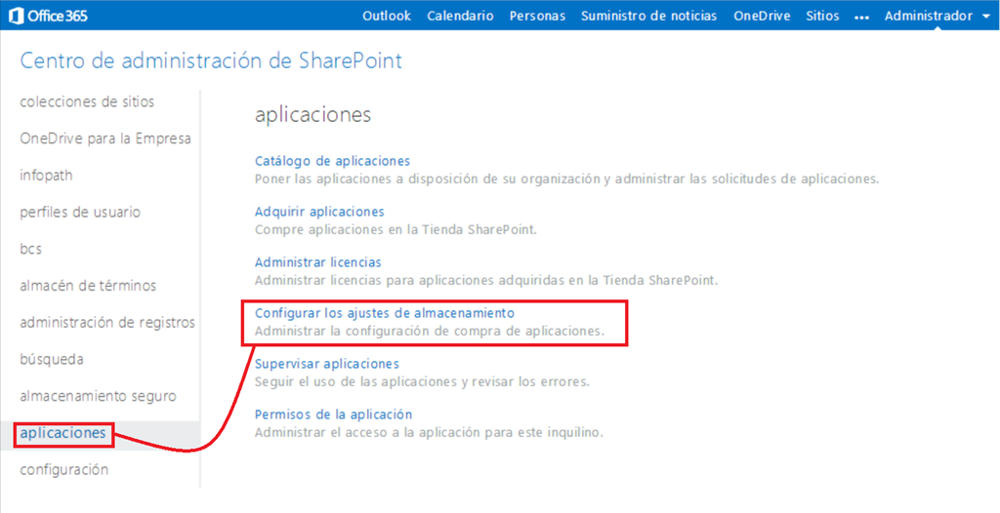 Office 365 Outlook Calendario Personas Suministro de noticias OneDrive Sitios ••• Administrador
Centro de administración de SharePoint
colecciones de sitios
OneDrive para la Empresa
infopath
perfiles de usuario
bcs
almacén de términos
administración de registros
búsqueda
almacenamiento seguro
aplicaciones
configuración
aplicaciones
Catálogo de aplicaciones
Poner las aplicaciones a disposición de su organización y administrar las solicitudes de aplicaciones.
Adquirir aplicaciones
Compre aplicaciones en la Tienda SharePoint.
Administrar licencias
Administrar licencias para aplicaciones adquiridas en la Tienda SharePoint.
Configurar los ajustes de almacenamiento
Administrar la configuración de compra de aplicaciones.
Supervisar aplicaciones
Seguir el uso de las aplicaciones y revisar los errores.
Permisos de la aplicación
Administrar el acceso a la aplicación para este inquilino.